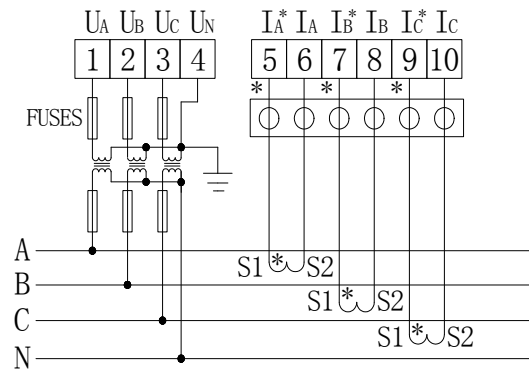 UA UB UC UN IA* IA IB* IB IC* IC
1 2 3 4 5 6 7 8 9 10
* * *
FUSES
A S1 * S2
B S1 * S2
C S1 * S2
N